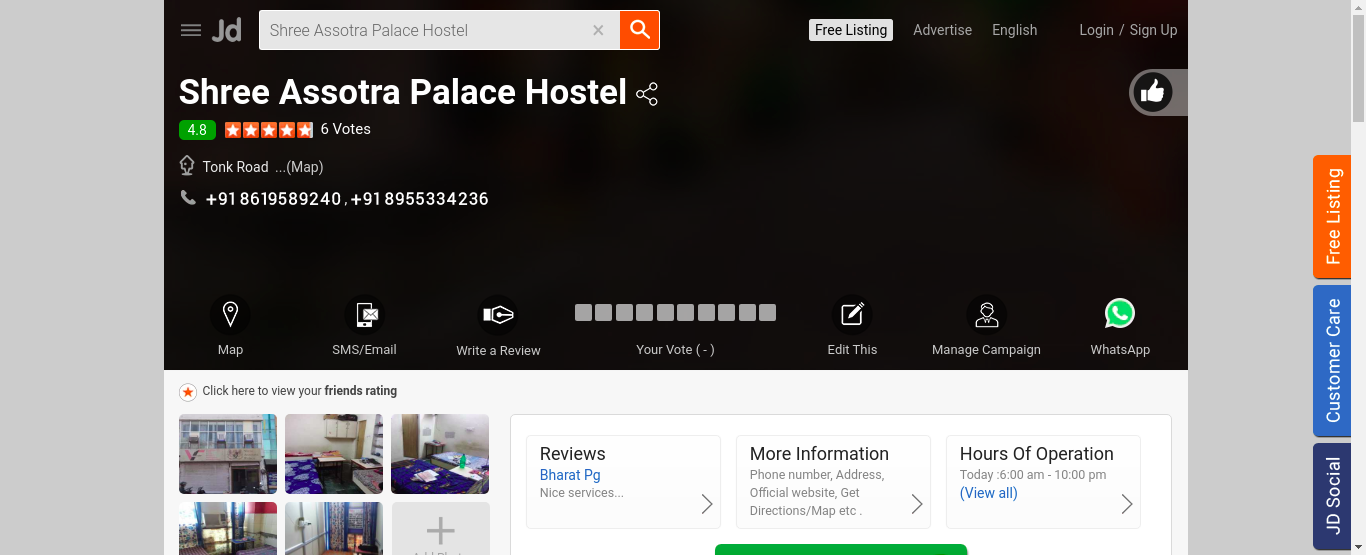 Jd Shree Assotra Palace Hostel Free Listing Advertise English Login / Sign Up
Shree Assotra Palace Hostel
4.8 6 Votes
Tonk Road ...(Map)
+91 8619589240 , +91 8955334236
Map SMS/Email Write a Review Your Vote ( - ) Edit This Manage Campaign WhatsApp
Click here to view your friends rating
Reviews
Bharat Pg
Nice services...
More Information
Phone number, Address,
Official website, Get
Directions/Map etc .
Hours Of Operation
Today :6:00 am - 10:00 pm
(View all)
Free Listing
Customer Care
JD Social